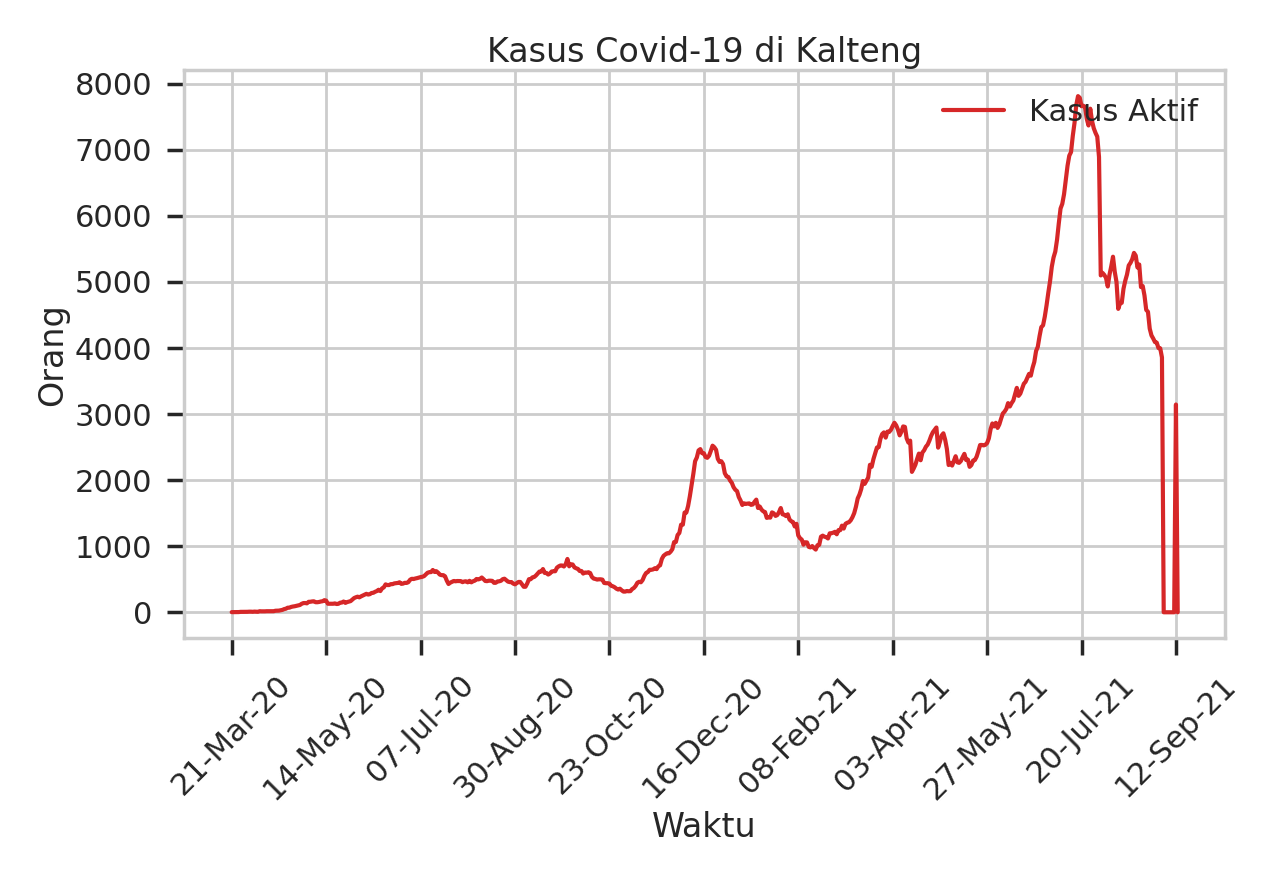 Kasus Covid-19 di Kalteng
Kasus Aktif
8000
7000
6000
5000
4000
3000
2000
1000
0
Orang
21-Mar-20
14-May-20
07-Jul-20
30-Aug-20
23-Oct-20
16-Dec-20
08-Feb-21
03-Apr-21
27-May-21
20-Jul-21
12-Sep-21
Waktu